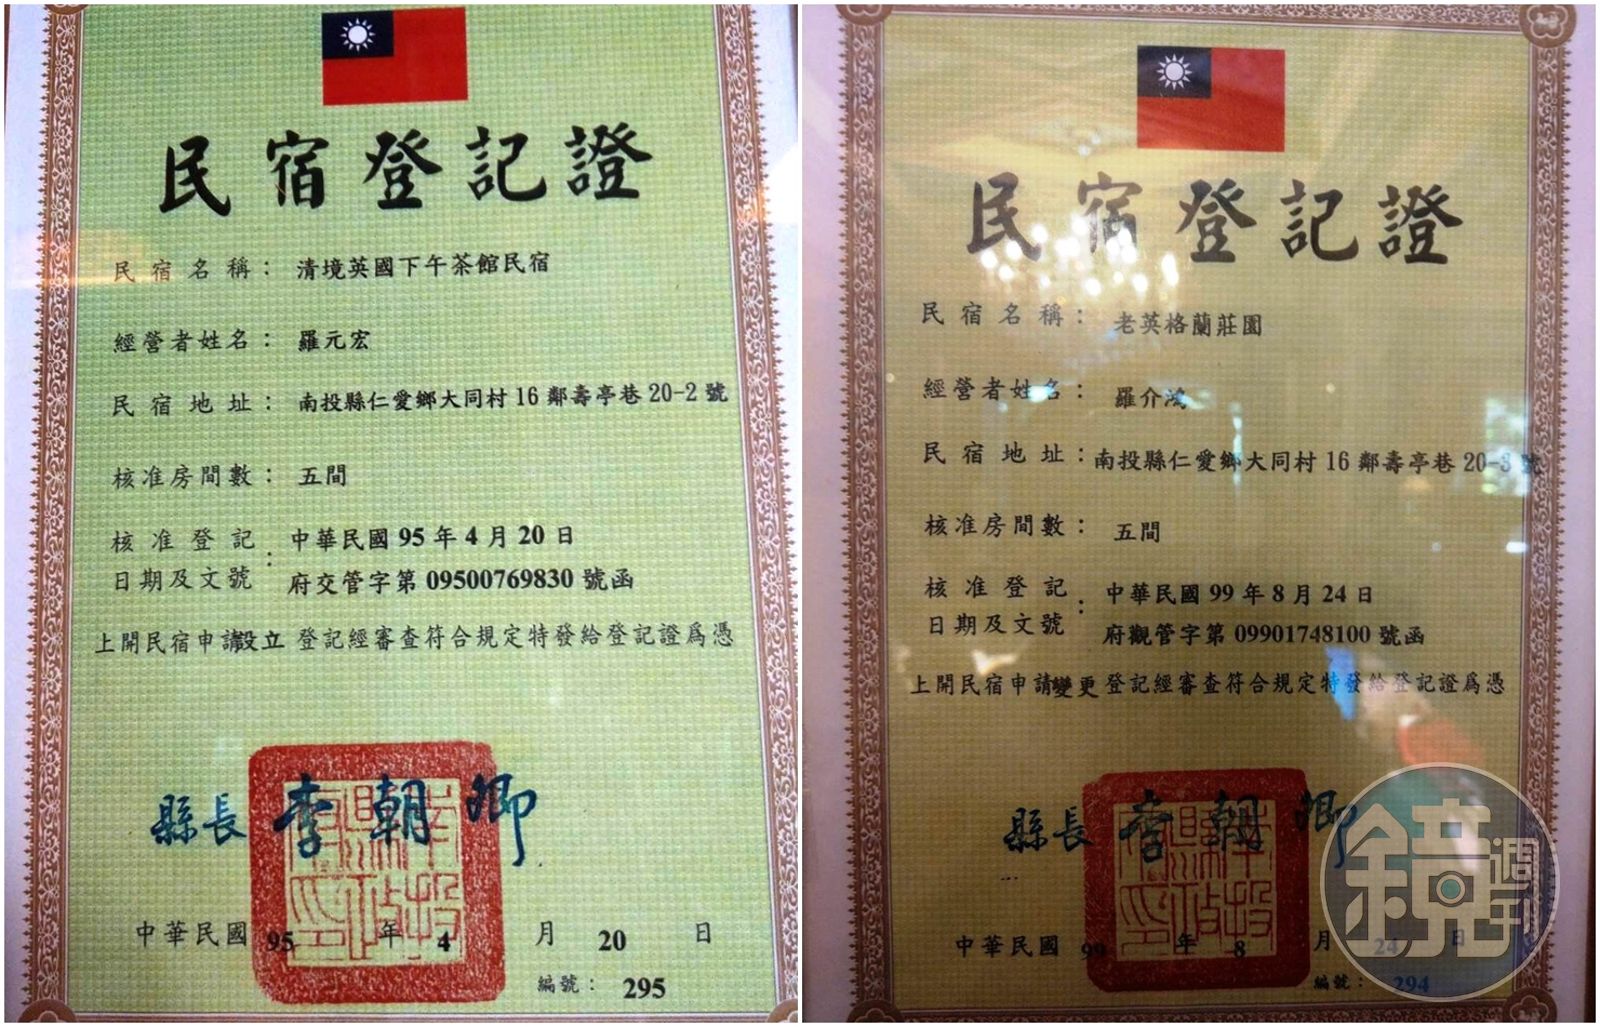 民宿登記證
民宿名稱：清境英國下午茶館民宿
經營者姓名：羅元宏
民宿地址：南投縣仁愛鄉大同村16鄰壽亭巷20-2號
核准房間數：五間
核准登記日期及文號：中華民國95年4月20日
府交管字第09500769830號函
上開民宿申請設立登記經審查符合規定特發給登記證為憑
縣長 李朝卿
中華民國 95 年 4 月 20 日
編號：295
民宿登記證
民宿名稱：老英格蘭莊園
經營者姓名：羅介鴻
民宿地址：南投縣仁愛鄉大同村16鄰壽亭巷20-3號
核准房間數：五間
核准登記日期及文號：中華民國99年8月24日
府觀管字第09901748100號函
上開民宿申請變更登記經審查符合規定特發給登記證為憑
縣長 李朝卿
中華民國 99 年 8 月 24 日
編號：294
鏡週刊